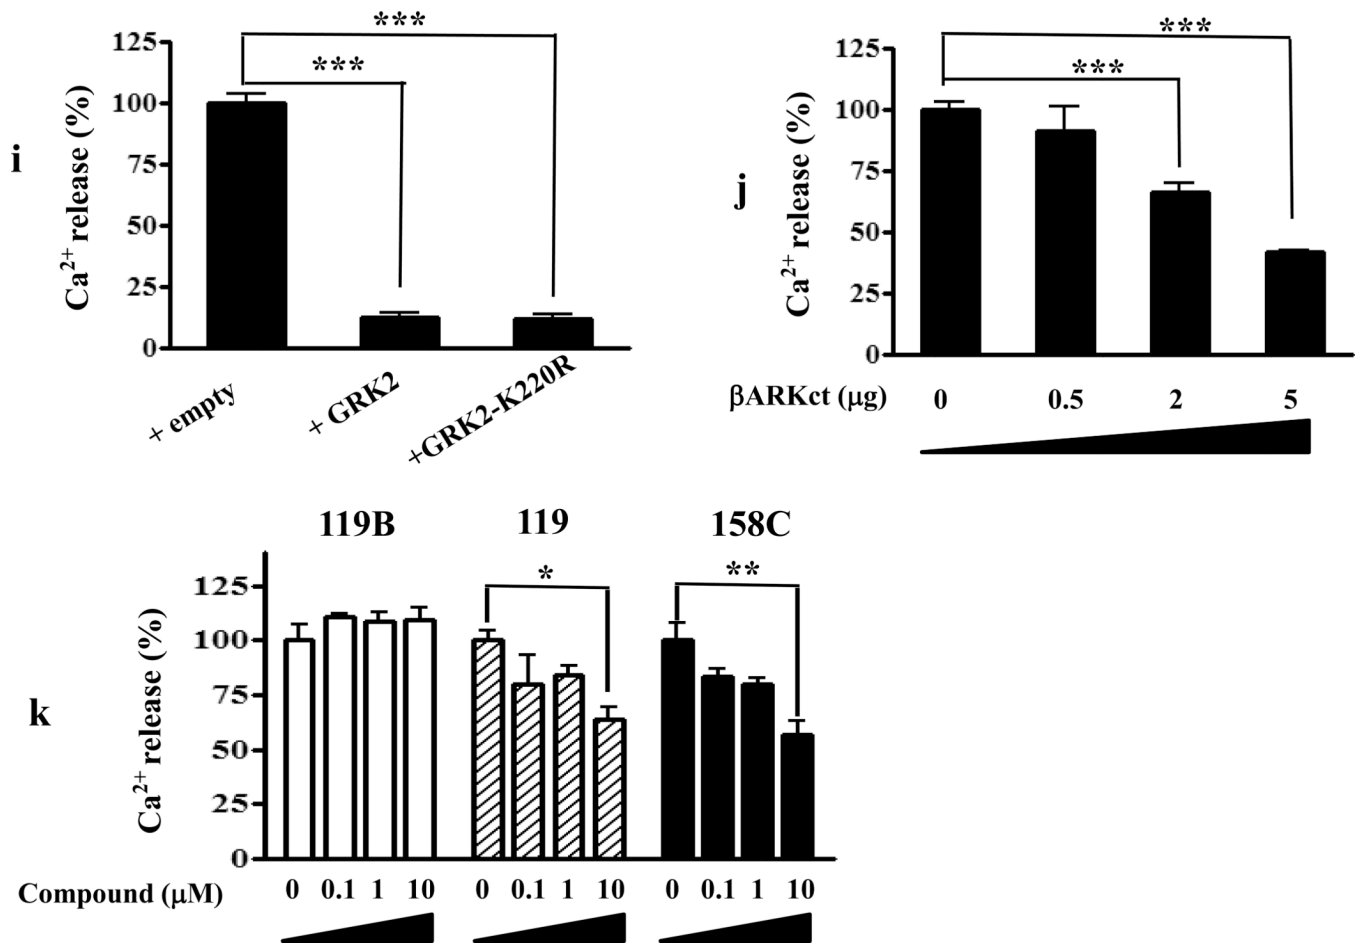 i
Ca2+ release (%)
125
100
75
50
25
0
***
***
+ empty
+ GRK2
+GRK2-K220R
j
Ca2+ release (%)
125
100
75
50
25
0
***
***
βARKct (μg) 0 0.5 2 5
k
119B 119 158C
Ca2+ release (%)
125
100
75
50
25
0
*
**
Compound (μM) 0 0.1 1 10 0 0.1 1 10 0 0.1 1 10